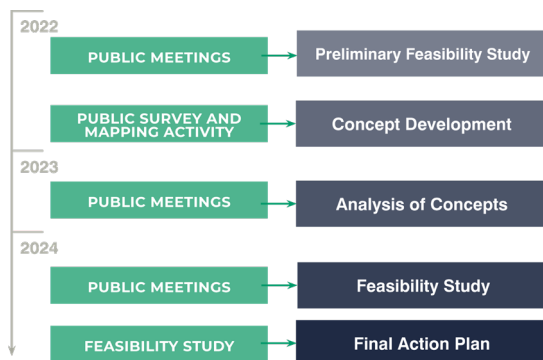 2022
PUBLIC MEETINGS
Preliminary Feasibility Study
PUBLIC SURVEY AND
MAPPING ACTIVITY
Concept Development
2023
PUBLIC MEETINGS
Analysis of Concepts
2024
PUBLIC MEETINGS
Feasibility Study
FEASIBILITY STUDY
Final Action Plan